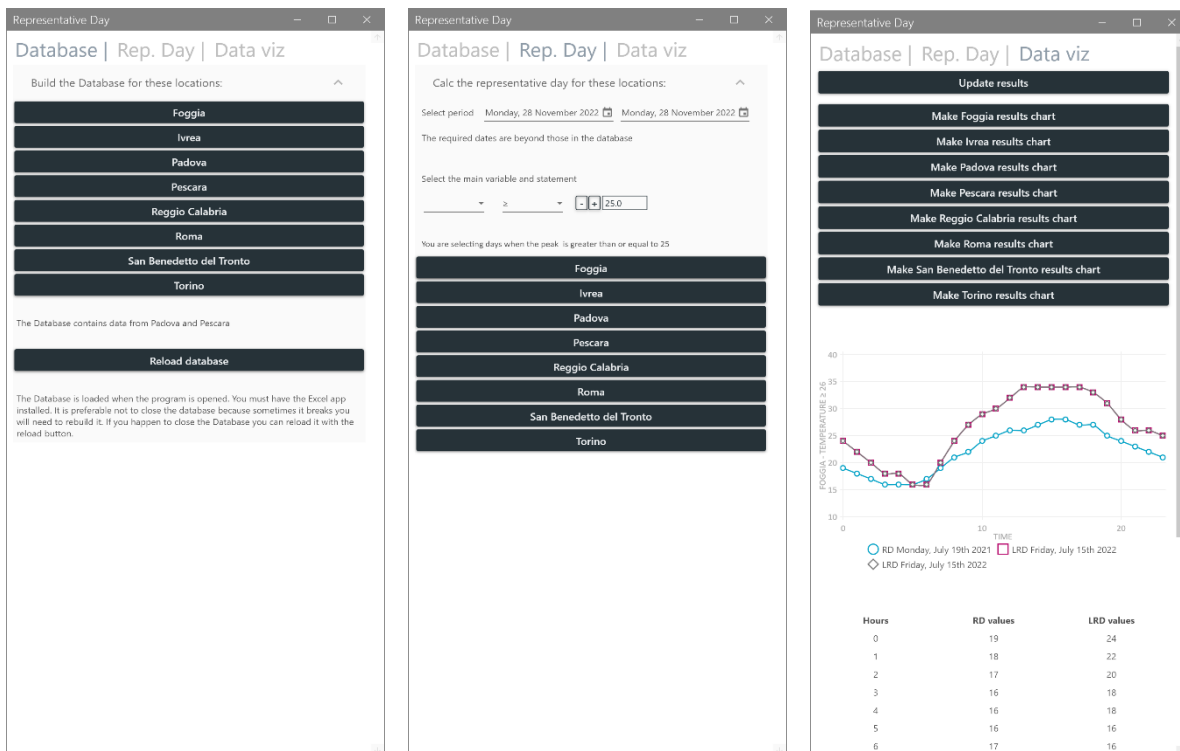 Representative Day
Database | Rep. Day | Data viz
Build the Database for these locations:
Foggia
Ivrea
Padova
Pescara
Reggio Calabria
Roma
San Benedetto del Tronto
Torino
The Database contains data from Padova and Pescara
Reload database
The Database is loaded when the program is opened. You must have the Excel app
installed. It is preferable not to close the database because sometimes it breaks you
will need to rebuild it. If you happen to close the Database you can reload it with the
reload button.
Representative Day
Database | Rep. Day | Data viz
Calc the representative day for these locations:
Select period Monday, 28 November 2022 Monday, 28 November 2022
The required dates are beyond those in the database
Select the main variable and statement
≥ - + 25.0
You are selecting days when the peak is greater than or equal to 25
Foggia
Ivrea
Padova
Pescara
Reggio Calabria
Roma
San Benedetto del Tronto
Torino
Representative Day
Database | Rep. Day | Data viz
Update results
Make Foggia results chart
Make Ivrea results chart
Make Padova results chart
Make Pescara results chart
Make Reggio Calabria results chart
Make Roma results chart
Make San Benedetto del Tronto results chart
Make Torino results chart
FOGGIA - TEMPERATURE ≥ 26
40
35
30
25
20
15
10
0 10 20
TIME
RD Monday, July 19th 2021 LRD Friday, July 15th 2022
LRD Friday, July 15th 2022
Hours RD values LRD values
0 19 24
1 18 22
2 17 20
3 16 18
4 16 18
5 16 16
6 17 16